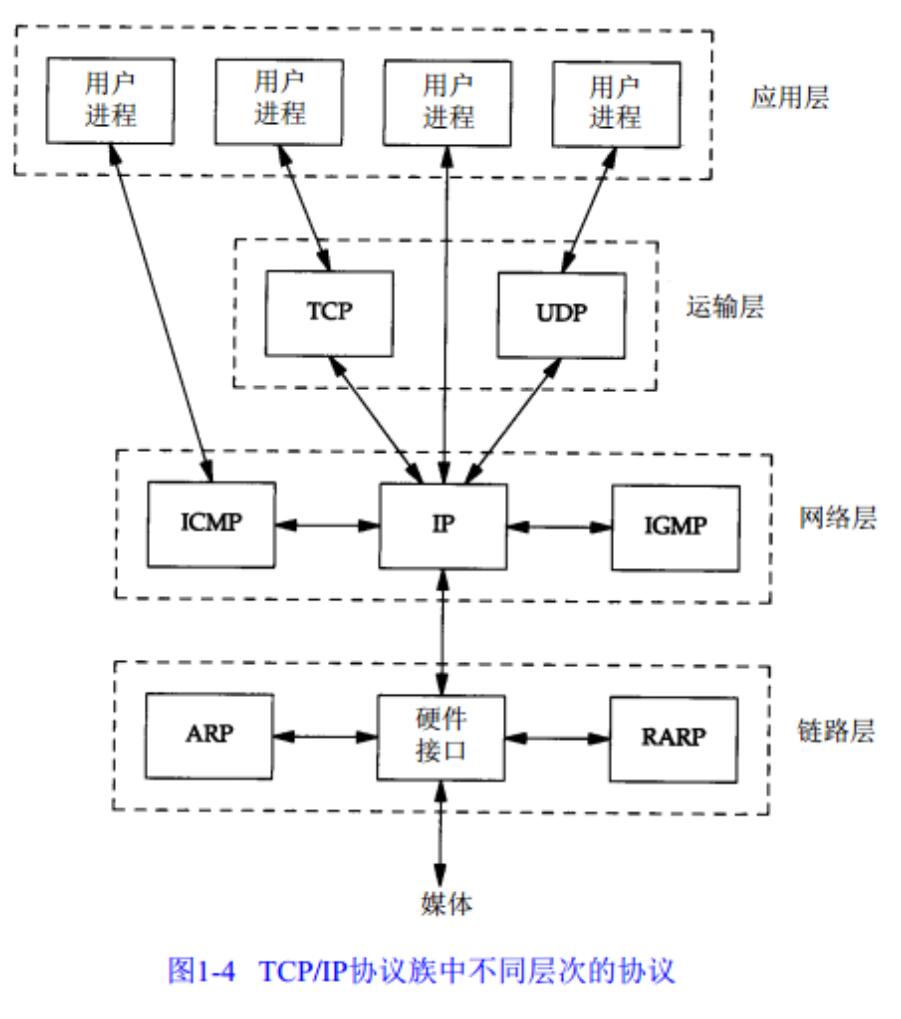 用户
进程
用户
进程
用户
进程
用户
进程
应用层
TCP
UDP
运输层
ICMP
IP
IGMP
网络层
ARP
硬件
接口
RARP
链路层
媒体
图1-4 TCP/IP协议族中不同层次的协议